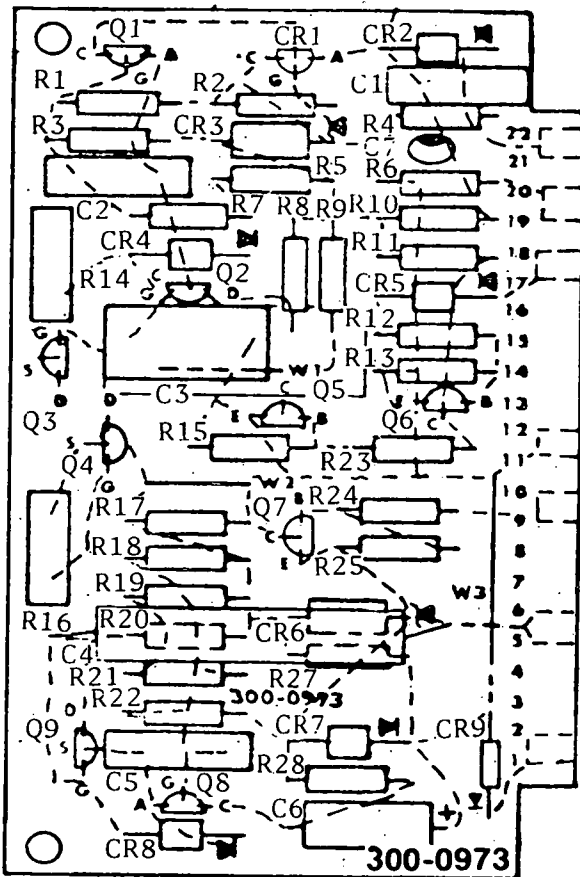 Q1 CR1 CR2
C A C A
G G C1
R1 R2
R3 CR3 R4
C7 22
21
R5 R6 20
C2 R7 R8 R9 R10 19
CR4 R11 18
R14 Q2 C CR5 17
G D 16
R12 15
G W1 R13 14
S
D D C3 C Q5 S B 13
Q3 E B Q6 C 12
S R15 R23 11
Q4
G W2 10
R17 Q7 B R24 9
C
R18 E R25 8
R19 W3 7
6
R16 R20 CR6 5
C4
R21 R27 4
R22 300-0973 3
D CR7 CR9 2
Q9 S
C5 G Q8 R28
G A C C6 +
CR8
300-0973